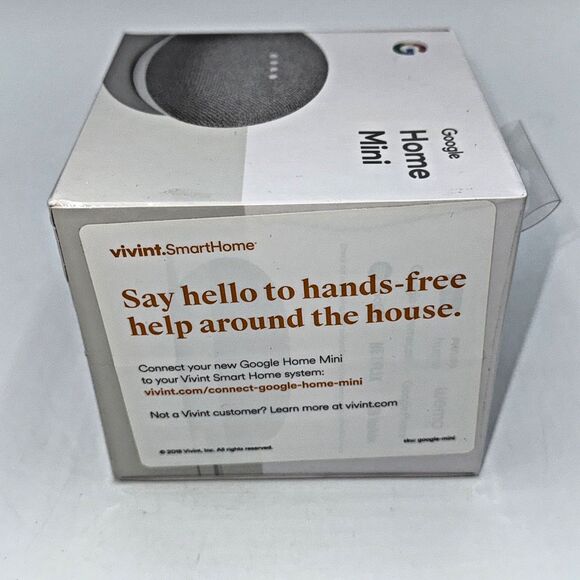 Google
Home
Mini
vivint.SmartHome
Say hello to hands-free
help around the house.
Connect your new Google Home Mini
to your Vivint Smart Home system:
vivint.com/connect-google-home-mini
Not a Vivint customer? Learn more at vivint.com
© 2018 Vivint, Inc. All rights reserved.
sku: google-mini